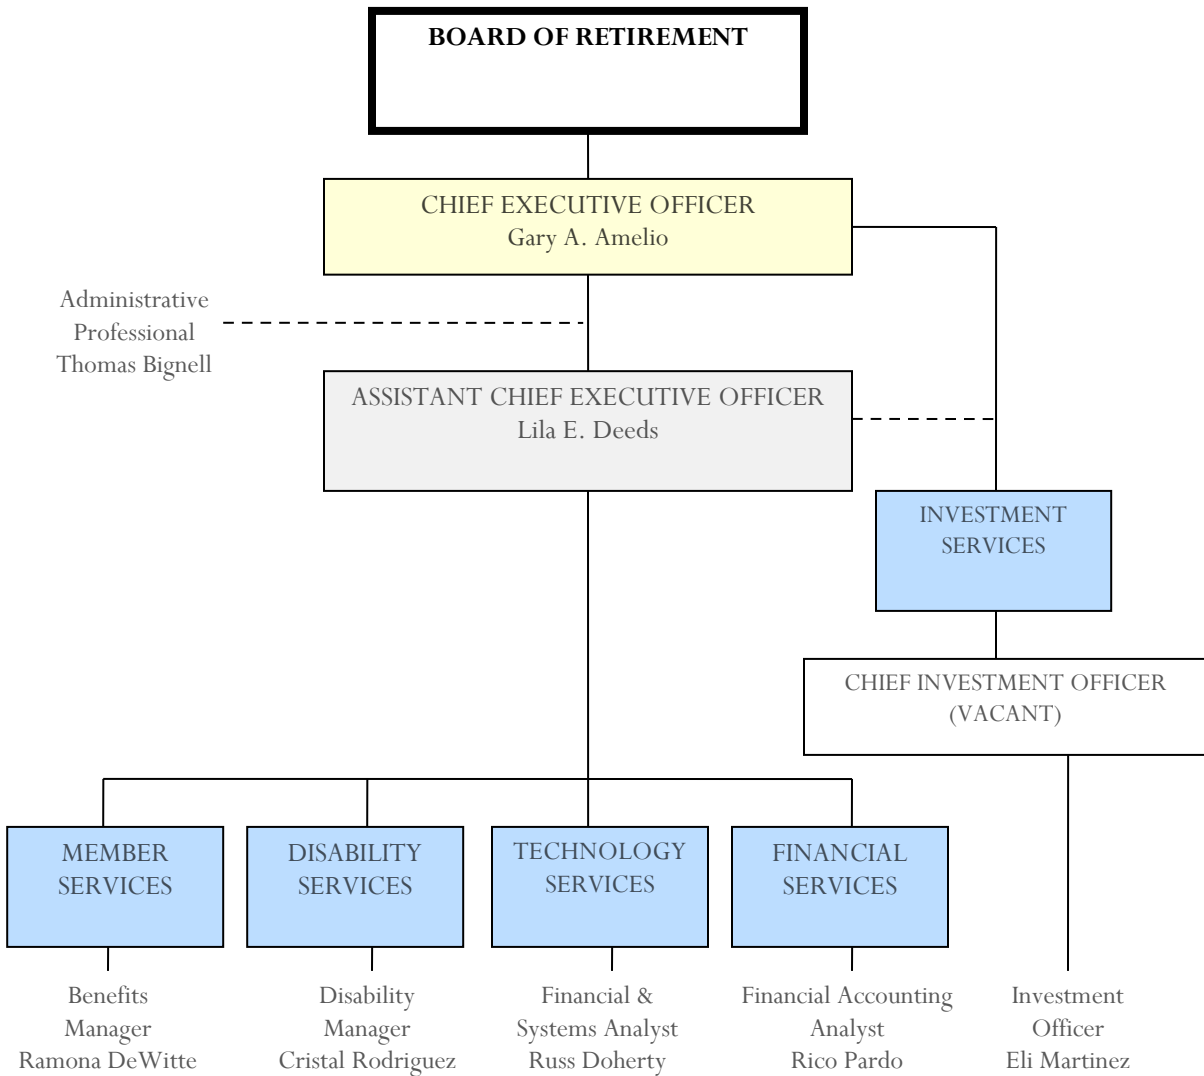 BOARD OF RETIREMENT
CHIEF EXECUTIVE OFFICER
Gary A. Amelio
Administrative
Professional
Thomas Bignell
ASSISTANT CHIEF EXECUTIVE OFFICER
Lila E. Deeds
INVESTMENT
SERVICES
CHIEF INVESTMENT OFFICER
(VACANT)
MEMBER
SERVICES
DISABILITY
SERVICES
TECHNOLOGY
SERVICES
FINANCIAL
SERVICES
Benefits
Manager
Ramona DeWitte
Disability
Manager
Cristal Rodriguez
Financial &
Systems Analyst
Russ Doherty
Financial Accounting
Analyst
Rico Pardo
Investment
Officer
Eli Martinez